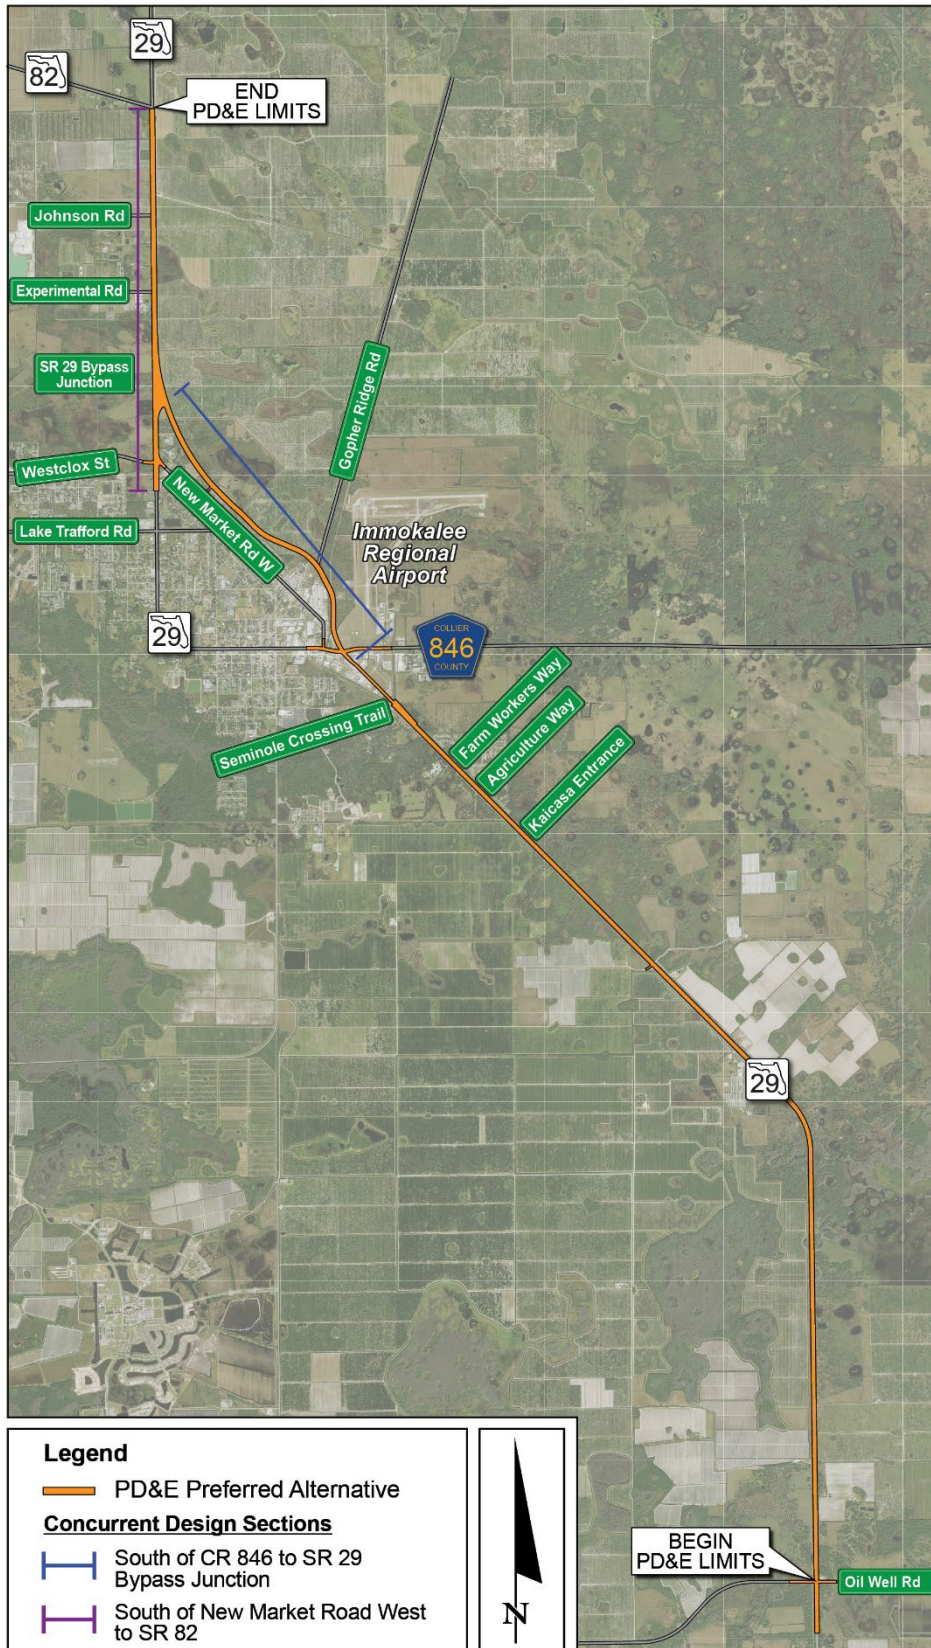 29
82
END
PD&E LIMITS
Johnson Rd
Experimental Rd
SR 29 Bypass
Junction
Gopher Ridge Rd
Westclox St
New Market Rd W
Lake Trafford Rd
Immokalee
Regional
Airport
29
COLLIER
846
COUNTY
Seminole Crossing Trail
Farm Workers Way
Agriculture Way
Kaicasa Entrance
29
BEGIN
PD&E LIMITS
Oil Well Rd
Legend
PD&E Preferred Alternative
Concurrent Design Sections
South of CR 846 to SR 29
Bypass Junction
South of New Market Road West
to SR 82
N